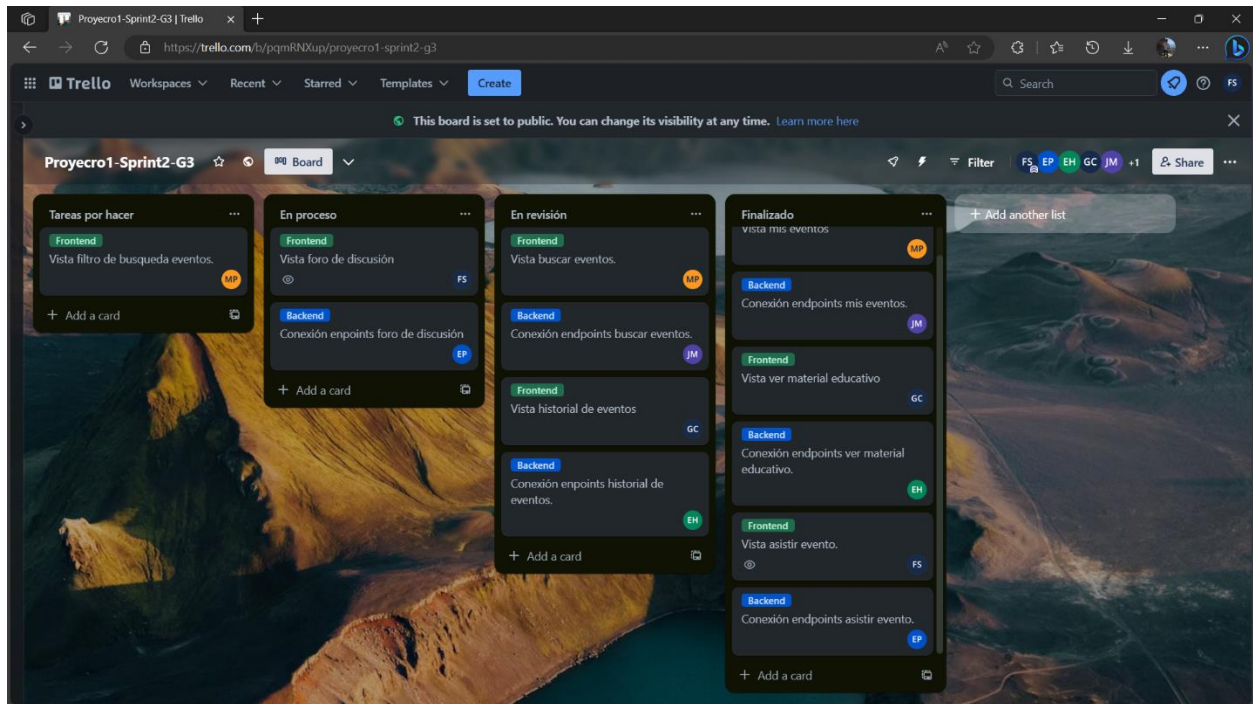 Proyecro1-Sprint2-G3 | Trello
https://trello.com/b/pqmRNXup/proyecro1-sprint2-g3
Trello Workspaces Recent Starred Templates Create Search FS
This board is set to public. You can change its visibility at any time. Learn more here
Proyecro1-Sprint2-G3 Board Filter FS EP EH GC JM +1 Share
Tareas por hacer
Frontend
Vista filtro de busqueda eventos.
MP
+ Add a card
En proceso
Frontend
Vista foro de discusión
FS
Backend
Conexión enpoints foro de discusión
EP
+ Add a card
En revisión
Frontend
Vista buscar eventos.
MP
Backend
Conexión endpoints buscar eventos.
JM
Frontend
Vista historial de eventos
GC
Backend
Conexión enpoints historial de
eventos.
EH
+ Add a card
Finalizado
Vista mis eventos
MP
Backend
Conexión endpoints mis eventos.
JM
Frontend
Vista ver material educativo
GC
Backend
Conexión endpoints ver material
educativo.
EH
Frontend
Vista asistir evento.
FS
Backend
Conexión endpoints asistir evento.
EP
+ Add a card
+ Add another list